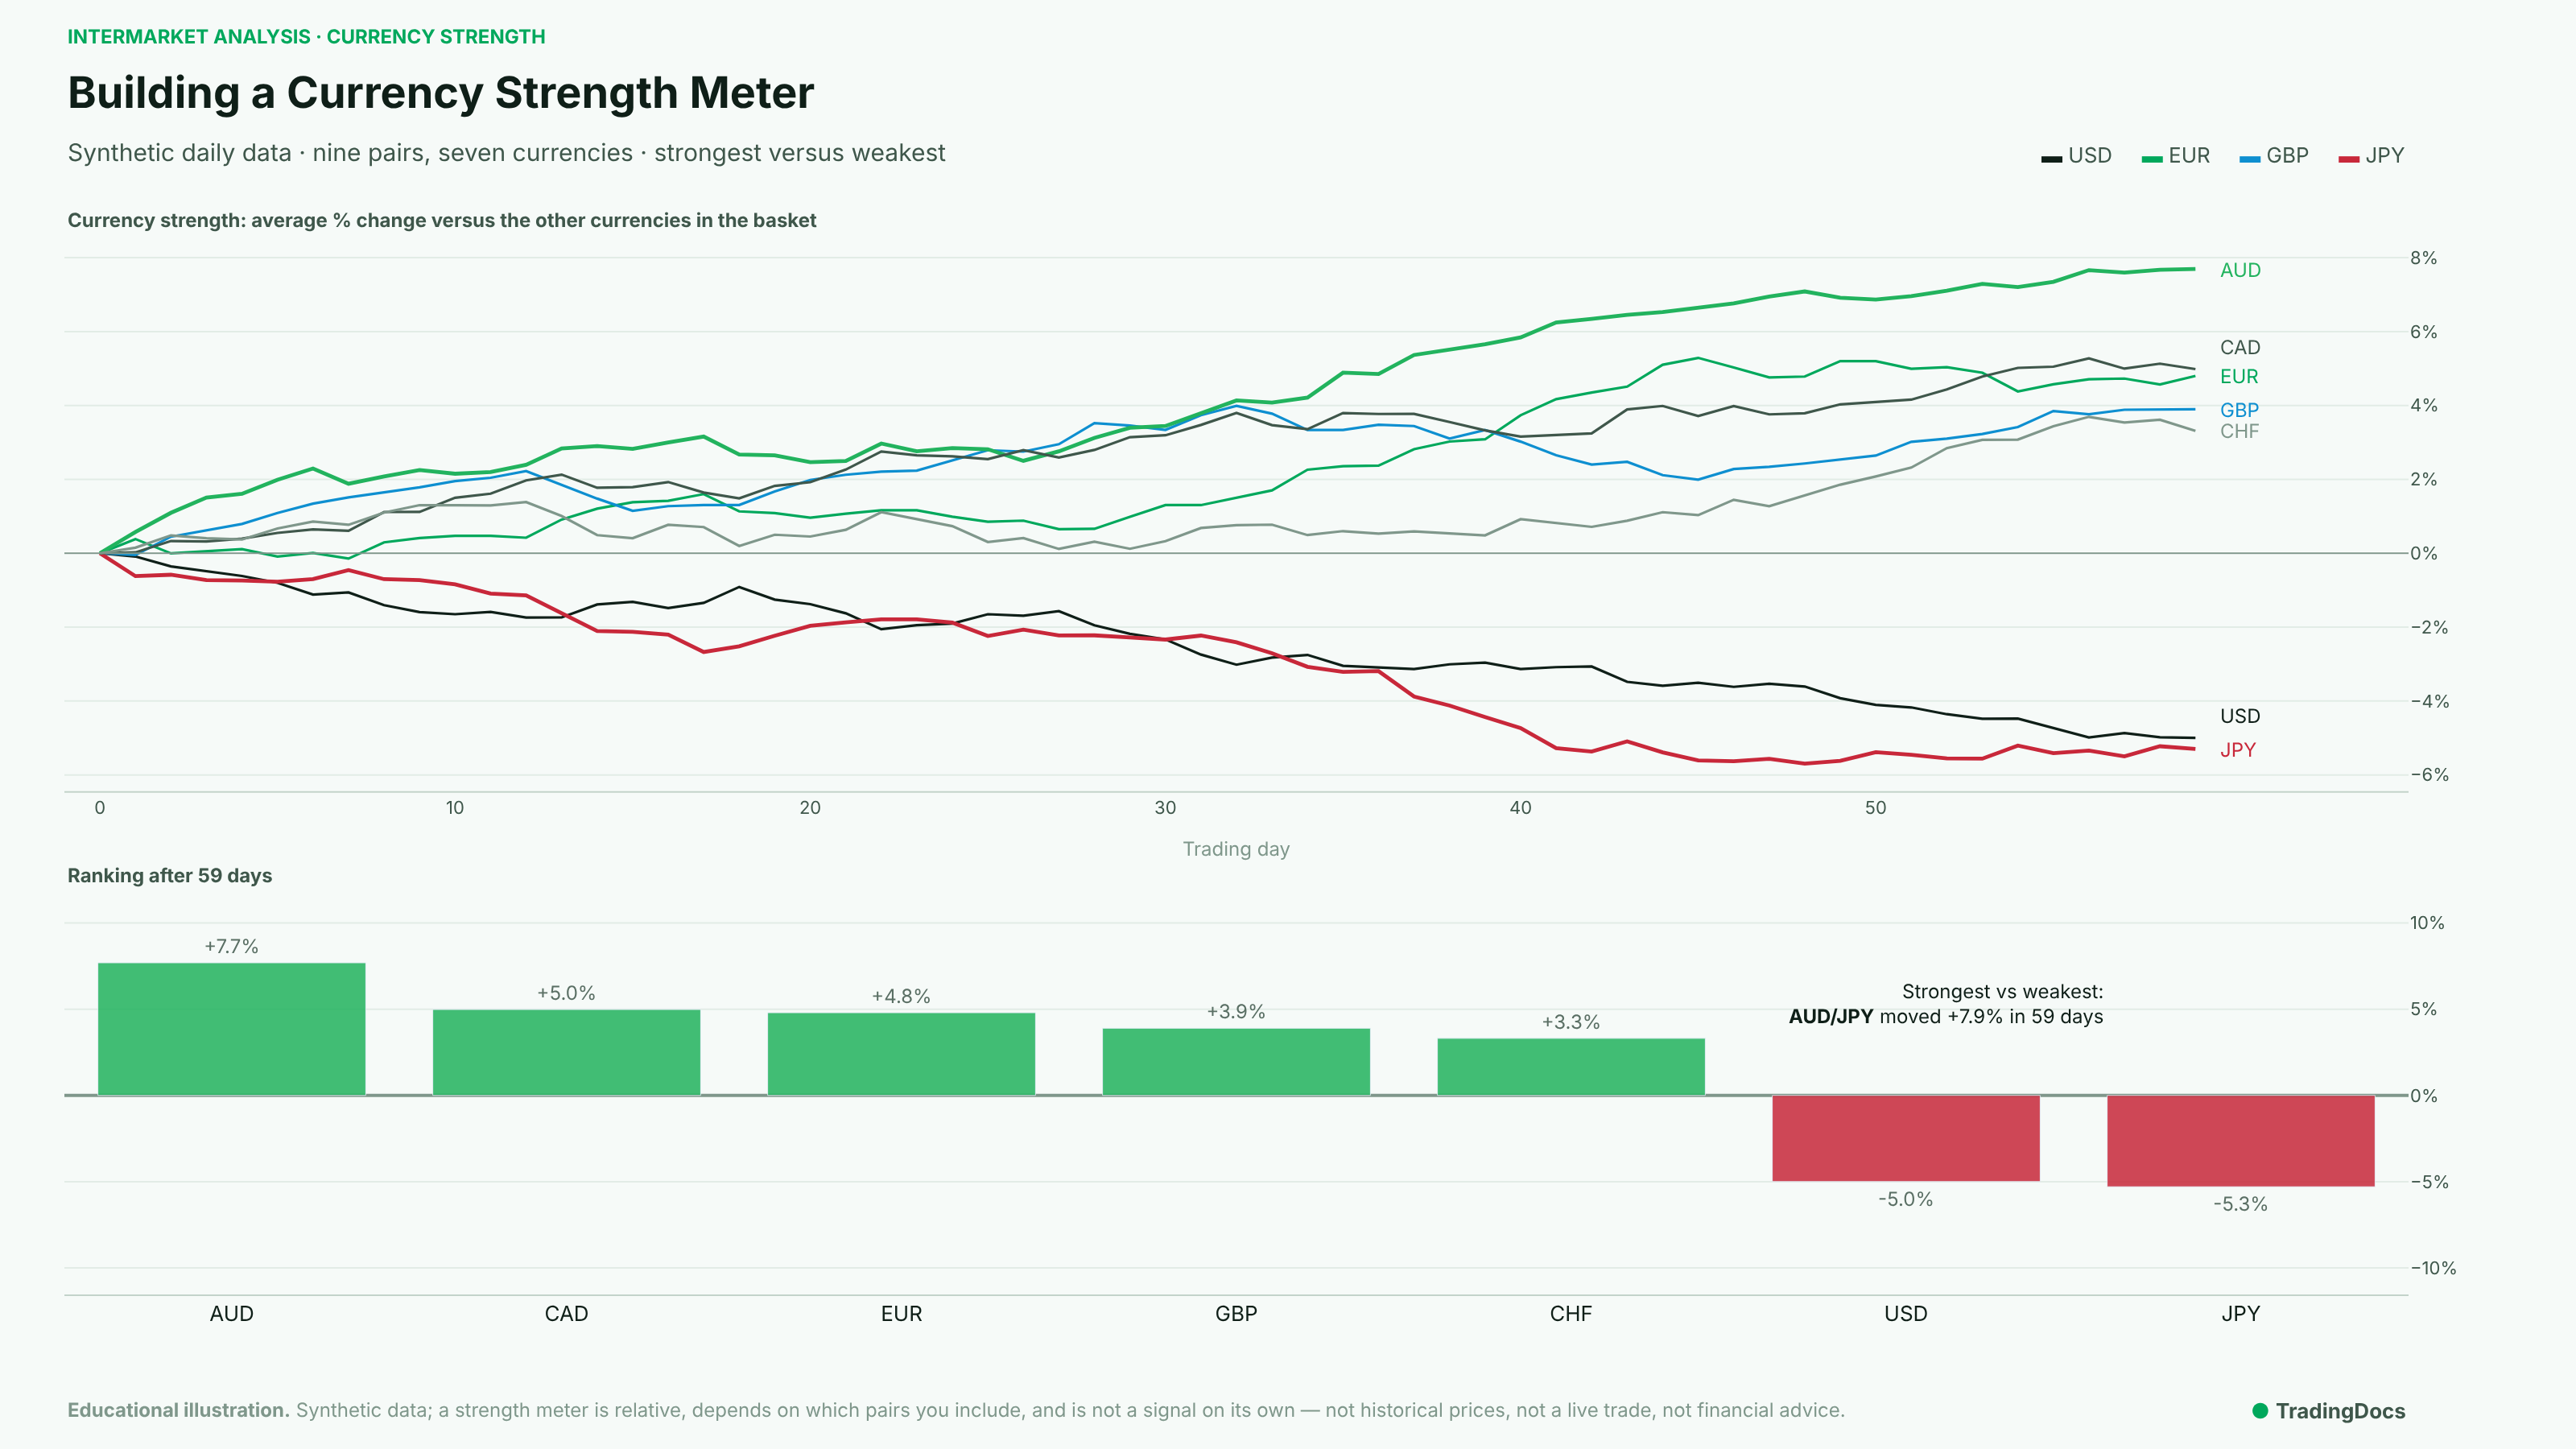 INTERMARKET ANALYSIS · CURRENCY STRENGTH
Building a Currency Strength Meter
Synthetic daily data · nine pairs, seven currencies · strongest versus weakest
USD EUR GBP JPY
Currency strength: average % change versus the other currencies in the basket
8%
AUD
6%
CAD
EUR
4%
GBP
CHF
2%
0%
−2%
−4%
USD
JPY
−6%
0 10 20 30 40 50
Trading day
Ranking after 59 days
10%
+7.7%
+5.0%
+4.8%
+3.9%
+3.3%
Strongest vs weakest:
AUD/JPY moved +7.9% in 59 days
5%
0%
−5%
-5.0%
-5.3%
−10%
AUD CAD EUR GBP CHF USD JPY
Educational illustration. Synthetic data; a strength meter is relative, depends on which pairs you include, and is not a signal on its own — not historical prices, not a live trade, not financial advice.
TradingDocs